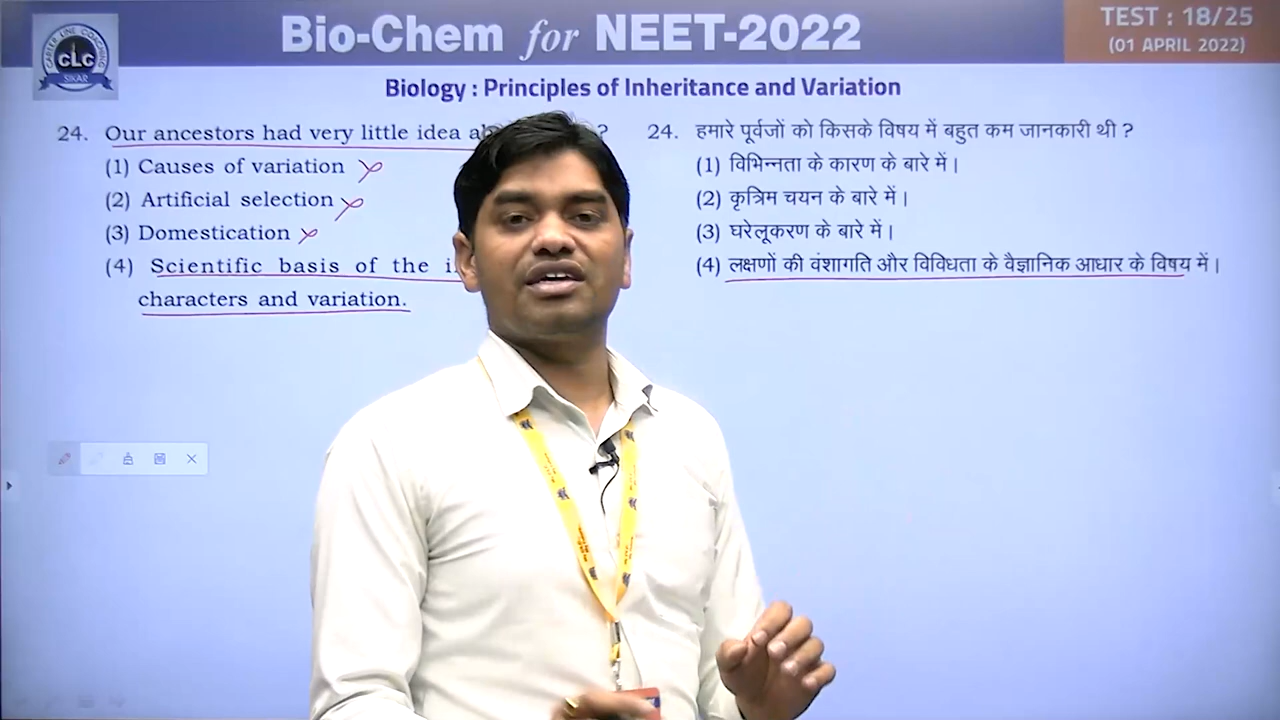 CAREER LINE COACHING
CLC
SIKAR
Bio-Chem for NEET-2022
TEST : 18/25
(01 APRIL 2022)
Biology : Principles of Inheritance and Variation
24. Our ancestors had very little idea ?
(1) Causes of variation
(2) Artificial selection
(3) Domestication
(4) Scientific basis of the
characters and variation.
24. हमारे पूर्वजों को किसके विषय में बहुत कम जानकारी थी ?
(1) विभिन्नता के कारण के बारे में।
(2) कृत्रिम चयन के बारे में।
(3) घरेलूकरण के बारे में।
(4) लक्षणों की वंशागति और विविधता के वैज्ञानिक आधार के विषय में।